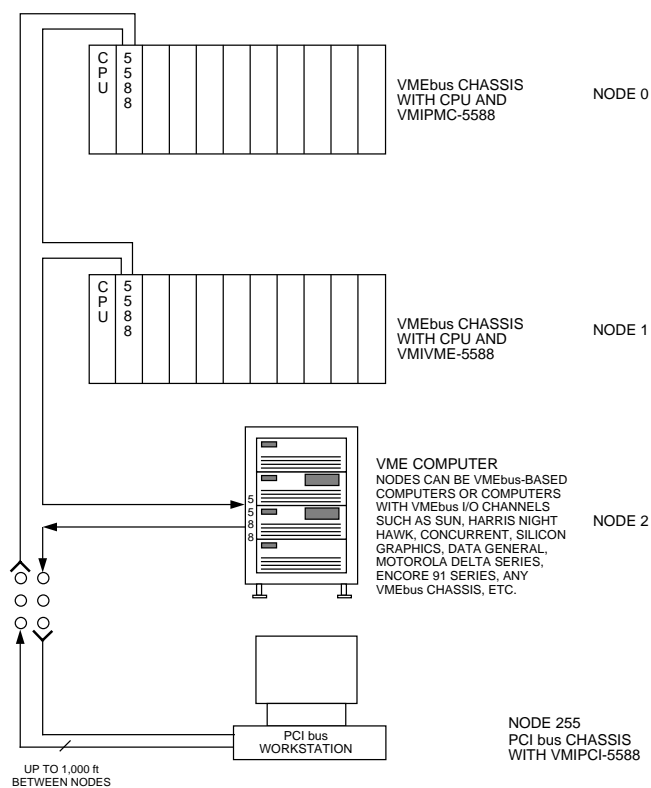 C
P
U
5
5
8
8
VMEbus CHASSIS
WITH CPU AND
VMIPMC-5588
NODE 0
C
P
U
5
5
8
8
VMEbus CHASSIS
WITH CPU AND
VMIVME-5588
NODE 1
5
5
8
8
VME COMPUTER
NODES CAN BE VMEbus-BASED
COMPUTERS OR COMPUTERS
WITH VMEbus I/O CHANNELS
SUCH AS SUN, HARRIS NIGHT
HAWK, CONCURRENT, SILICON
GRAPHICS, DATA GENERAL,
MOTOROLA DELTA SERIES,
ENCORE 91 SERIES, ANY
VMEbus CHASSIS, ETC.
NODE 2
PCI bus
WORKSTATION
NODE 255
PCI bus CHASSIS
WITH VMIPCI-5588
UP TO 1,000 ft
BETWEEN NODES